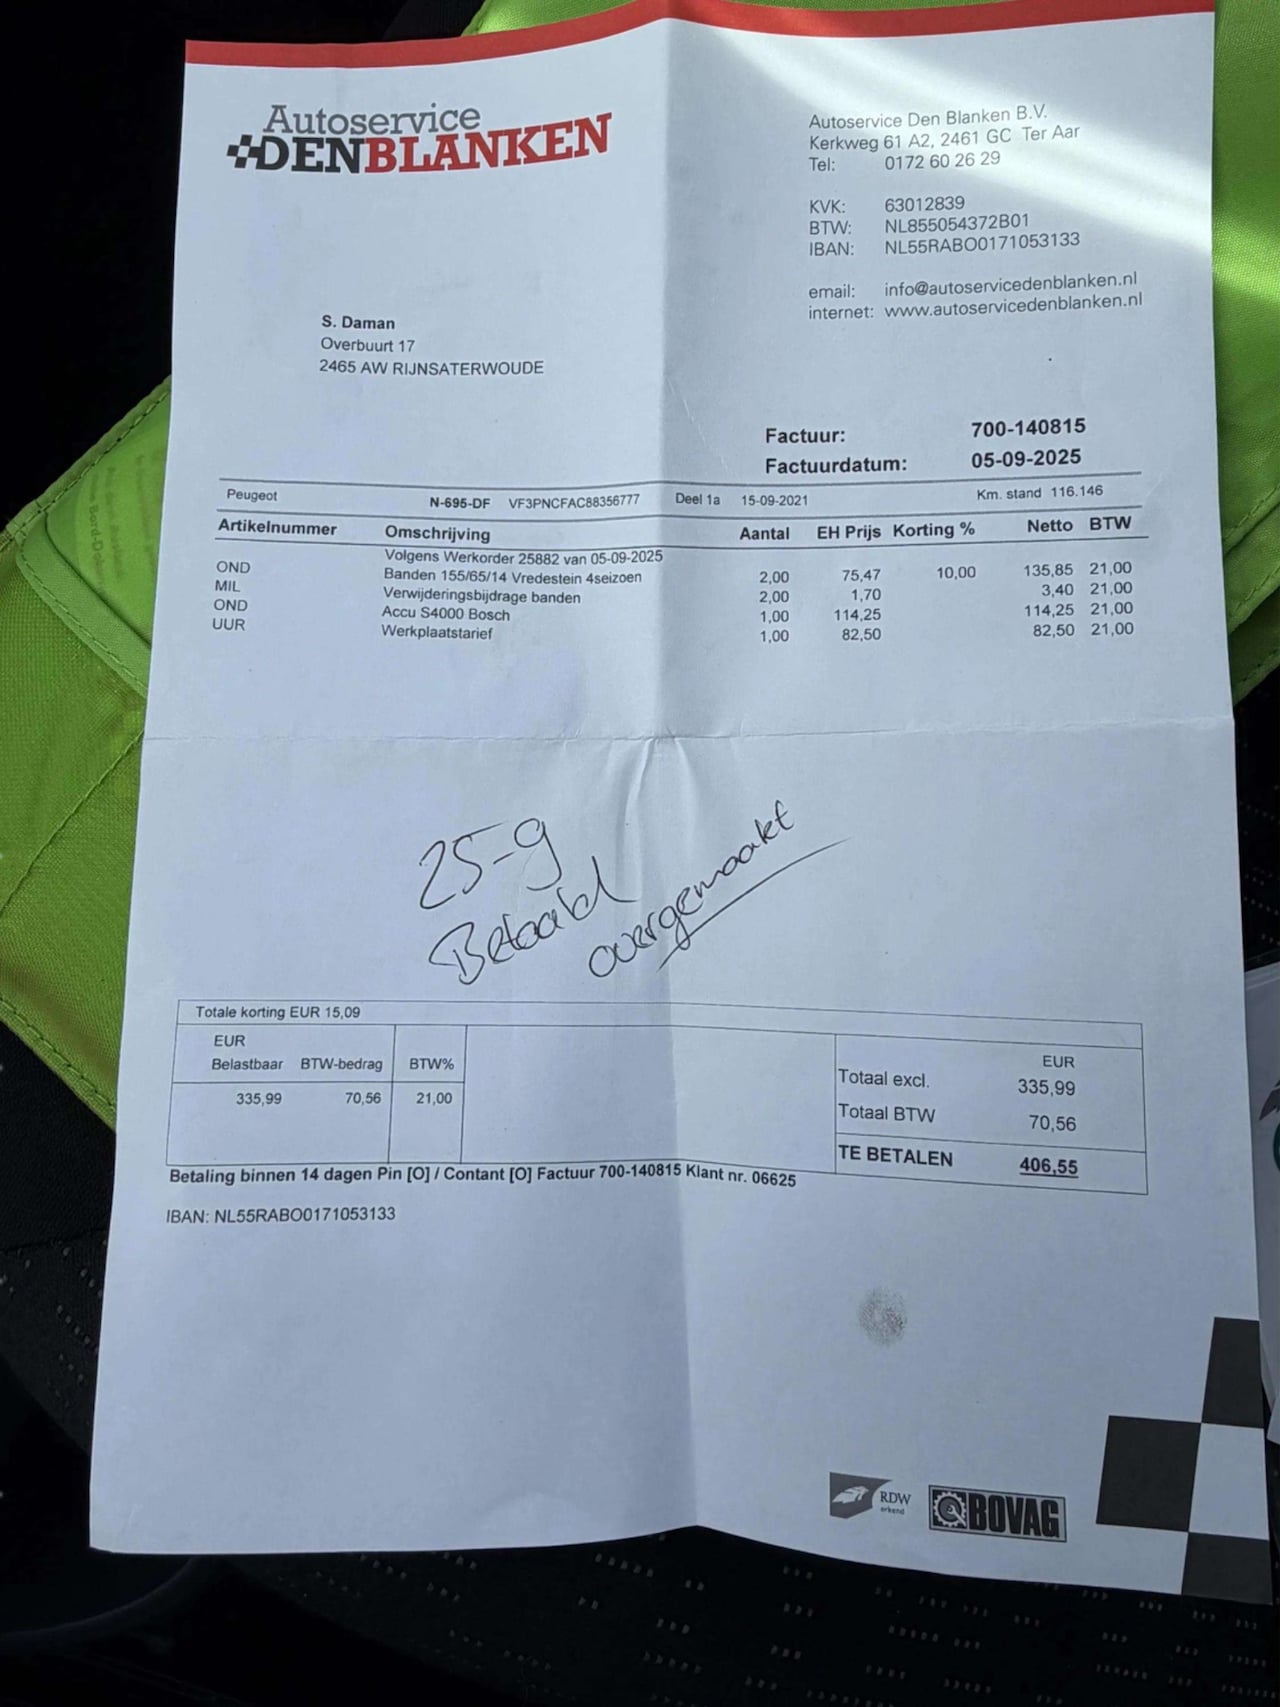 Autoservice
DENBLANKEN
Autoservice Den Blanken B.V.
Kerkweg 61 A2, 2461 GC Ter Aar
Tel: 0172 60 26 29
KVK: 63012839
BTW: NL855054372B01
IBAN: NL55RABO0171053133
email: info@autoservicedenblanken.nl
internet: www.autoservicedenblanken.nl
S. Daman
Overbuurt 17
2465 AW RIJNSATERWOUDE
Factuur: 700-140815
Factuurdatum: 05-09-2025
Peugeot N-695-DF VF3PNCFAC88356777 Deel 1a 15-09-2021 Km. stand 116.146
Artikelnummer Omschrijving Aantal EH Prijs Korting % Netto BTW
Volgens Werkorder 25882 van 05-09-2025
OND Banden 155/65/14 Vredestein 4seizoen 2,00 75,47 10,00 135,85 21,00
MIL Verwijderingsbijdrage banden 2,00 1,70 3,40 21,00
OND Accu S4000 Bosch 1,00 114,25 114,25 21,00
UUR Werkplaatstarief 1,00 82,50 82,50 21,00
25-9
Betaald
overgemaakt
Totale korting EUR 15,09
EUR
Belastbaar BTW-bedrag BTW%
335,99 70,56 21,00
EUR
Totaal excl. 335,99
Totaal BTW 70,56
TE BETALEN 406,55
Betaling binnen 14 dagen Pin [O] / Contant [O] Factuur 700-140815 Klant nr. 06625
IBAN: NL55RABO0171053133
RDW
erkend
BOVAG